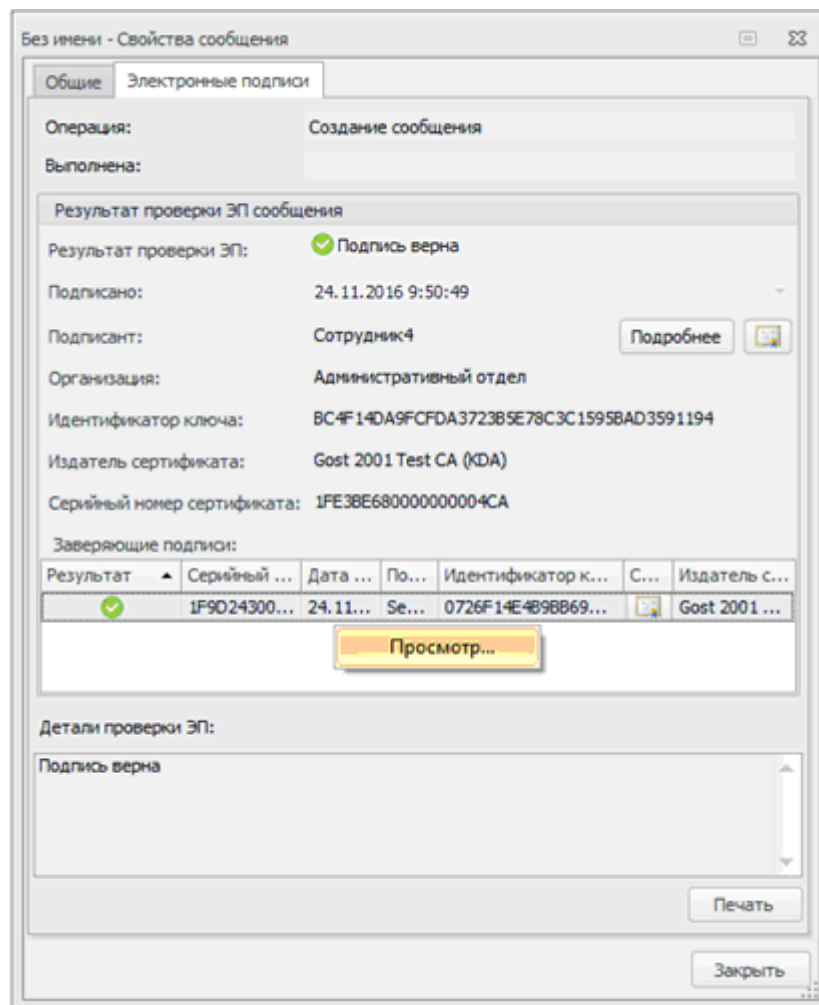 Без имени - Свойства сообщения
Общие Электронные подписи
Операция: Создание сообщения
Выполнена:
Результат проверки ЭП сообщения
Результат проверки ЭП: Подпись верна
Подписано: 24.11.2016 9:50:49
Подписант: Сотрудник4 Подробнее
Организация: Административный отдел
Идентификатор ключа: BC4F14DA9FCFDA3723B5E78C3C1595BAD3591194
Издатель сертификата: Gost 2001 Test CA (KDA)
Серийный номер сертификата: 1FE3BE680000000004CA
Заверяющие подписи:
Результат Серийный ... Дата ... По... Идентификатор к... С... Издатель с...
1F9D24300... 24.11... Se... 0726F14E4B9BB69... Gost 2001 ...
Просмотр...
Детали проверки ЭП:
Подпись верна
Печать
Закрыть